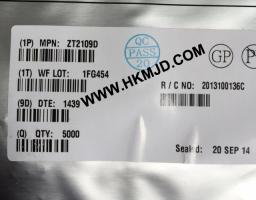 (1P) MPN: ZT2109D
QC
PASS
20
GP
P
(1T) WF LOT: 1FG454
WWW.HKMJD.COM
R / C NO: 2013100136C
(9D) DTE: 1439
(Q) QTY: 5000
Sealed: 20 SEP 14